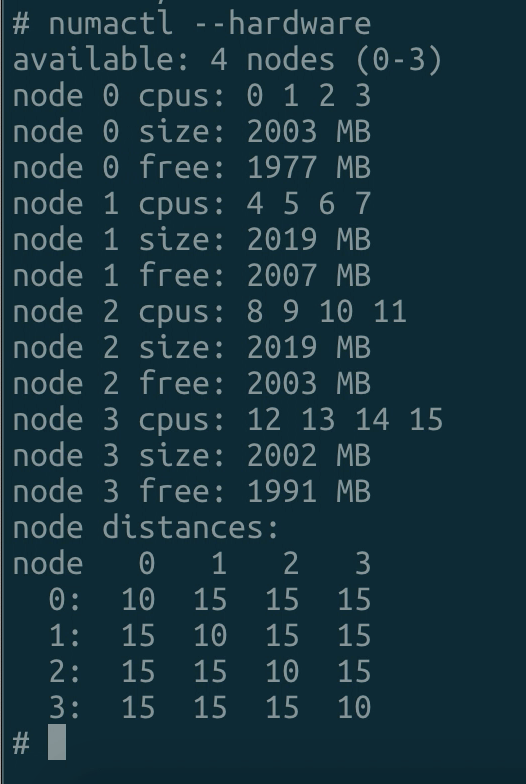 # numactl --hardware
available: 4 nodes (0-3)
node 0 cpus: 0 1 2 3
node 0 size: 2003 MB
node 0 free: 1977 MB
node 1 cpus: 4 5 6 7
node 1 size: 2019 MB
node 1 free: 2007 MB
node 2 cpus: 8 9 10 11
node 2 size: 2019 MB
node 2 free: 2003 MB
node 3 cpus: 12 13 14 15
node 3 size: 2002 MB
node 3 free: 1991 MB
node distances:
node   0   1   2   3
  0:  10  15  15  15
  1:  15  10  15  15
  2:  15  15  10  15
  3:  15  15  15  10
#